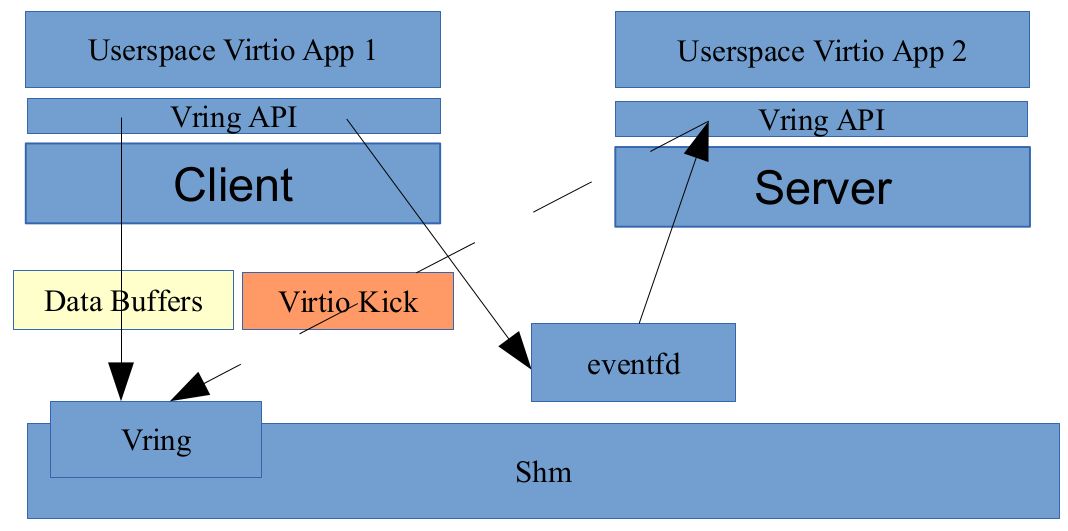 Userspace Virtio App 1
Userspace Virtio App 2
Vring API
Vring API
Client
Server
Data Buffers
Virtio Kick
eventfd
Vring
Shm